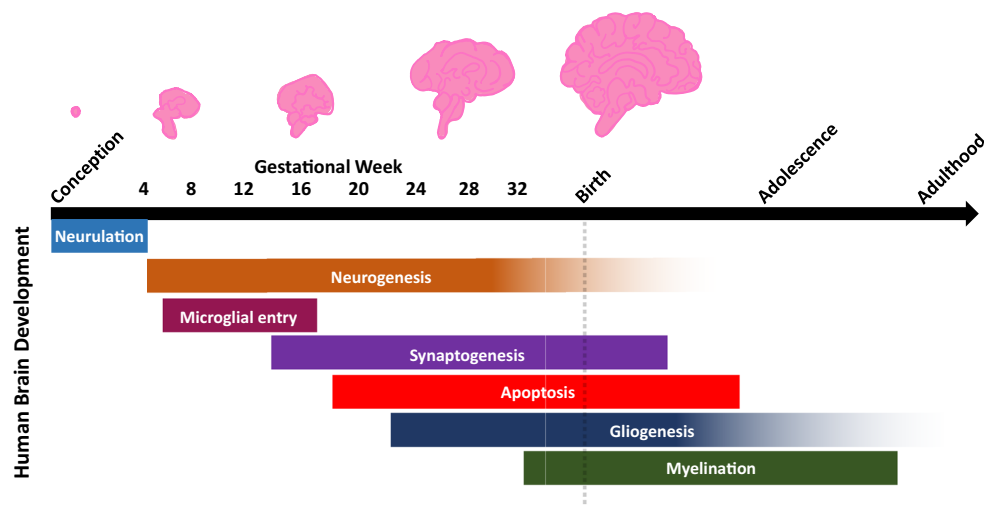 Conception
Gestational Week
4 8 12 16 20 24 28 32
Birth
Adolescence
Adulthood
Human Brain Development
Neurulation
Neurogenesis
Microglial entry
Synaptogenesis
Apoptosis
Gliogenesis
Myelination